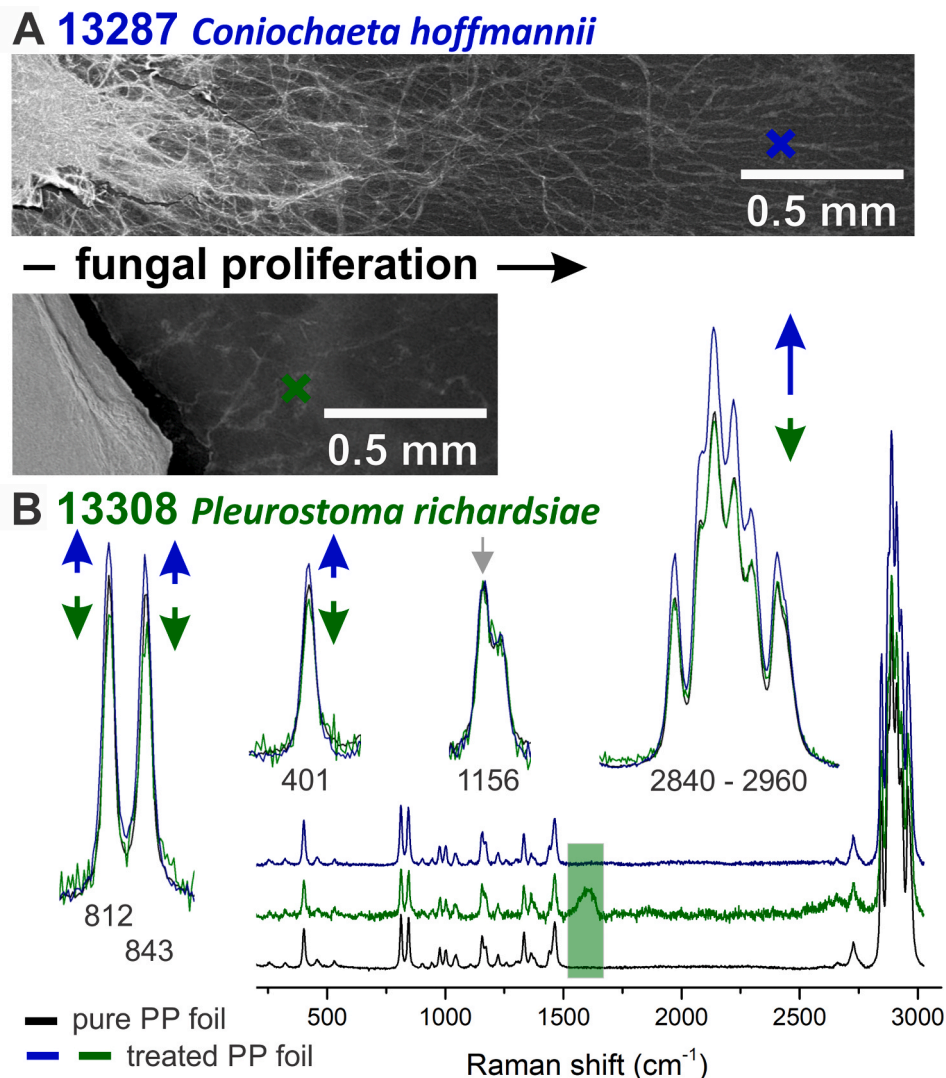 A 13287 Coniochaeta hoffmannii
0.5 mm
fungal proliferation
0.5 mm
B 13308 Pleurostoma richardsiae
401
1156
2840 - 2960
812
843
500
1000
1500
2000
2500
3000
pure PP foil
treated PP foil
Raman shift (cm⁻¹)